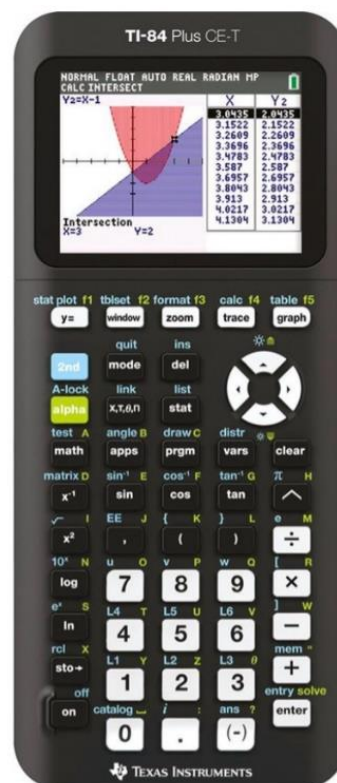 TI-84 Plus CE-T
NORMAL FLOAT AUTO REAL RADIAN MP
CALC INTERSECT
Y2=X-1
X Y2
3.0435 2.0435
3.1522 2.1522
3.2609 2.2609
3.3696 2.3696
3.4783 2.4783
3.587 2.587
3.6957 2.6957
3.8043 2.8043
3.913 2.913
4.0217 3.0217
4.1304 3.1304
Intersection
X=3 Y=2
stat plot f1 tblset f2 format f3 calc f4 table f5
y= window zoom trace graph
quit ins
2nd mode del
A-lock link list
alpha X,T,θ,n stat
test A angle B draw C distr
math apps prgm vars clear
matrix D sin⁻¹ E cos⁻¹ F tan⁻¹ G π H
x⁻¹ sin cos tan ^
√ I EE J { K } L e M
x² , ( ) ÷
10ˣ N u O v P w Q [ R
log 7 8 9 ×
eˣ S L4 T L5 U L6 V ] W
ln 4 5 6 −
rcl X L1 Y L2 Z L3 θ mem "
sto→ 1 2 3 +
off catalog i : ans ? entry solve
on 0 . (-) enter
TEXAS INSTRUMENTS